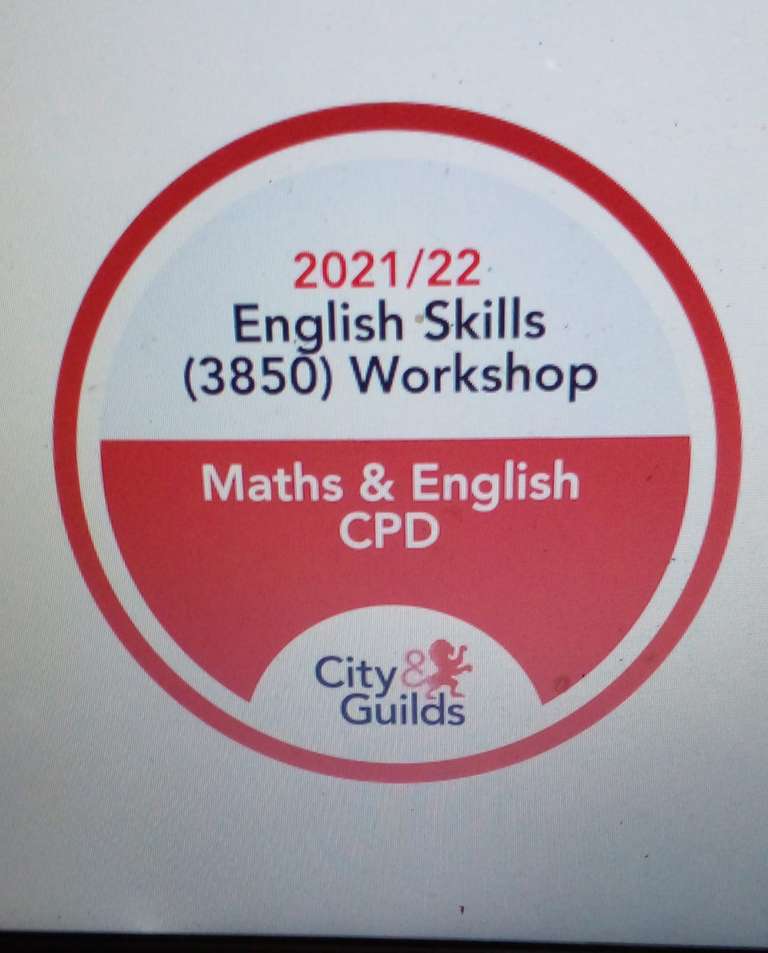 2021/22
English Skills
(3850) Workshop
Maths & English
CPD
City &
Guilds